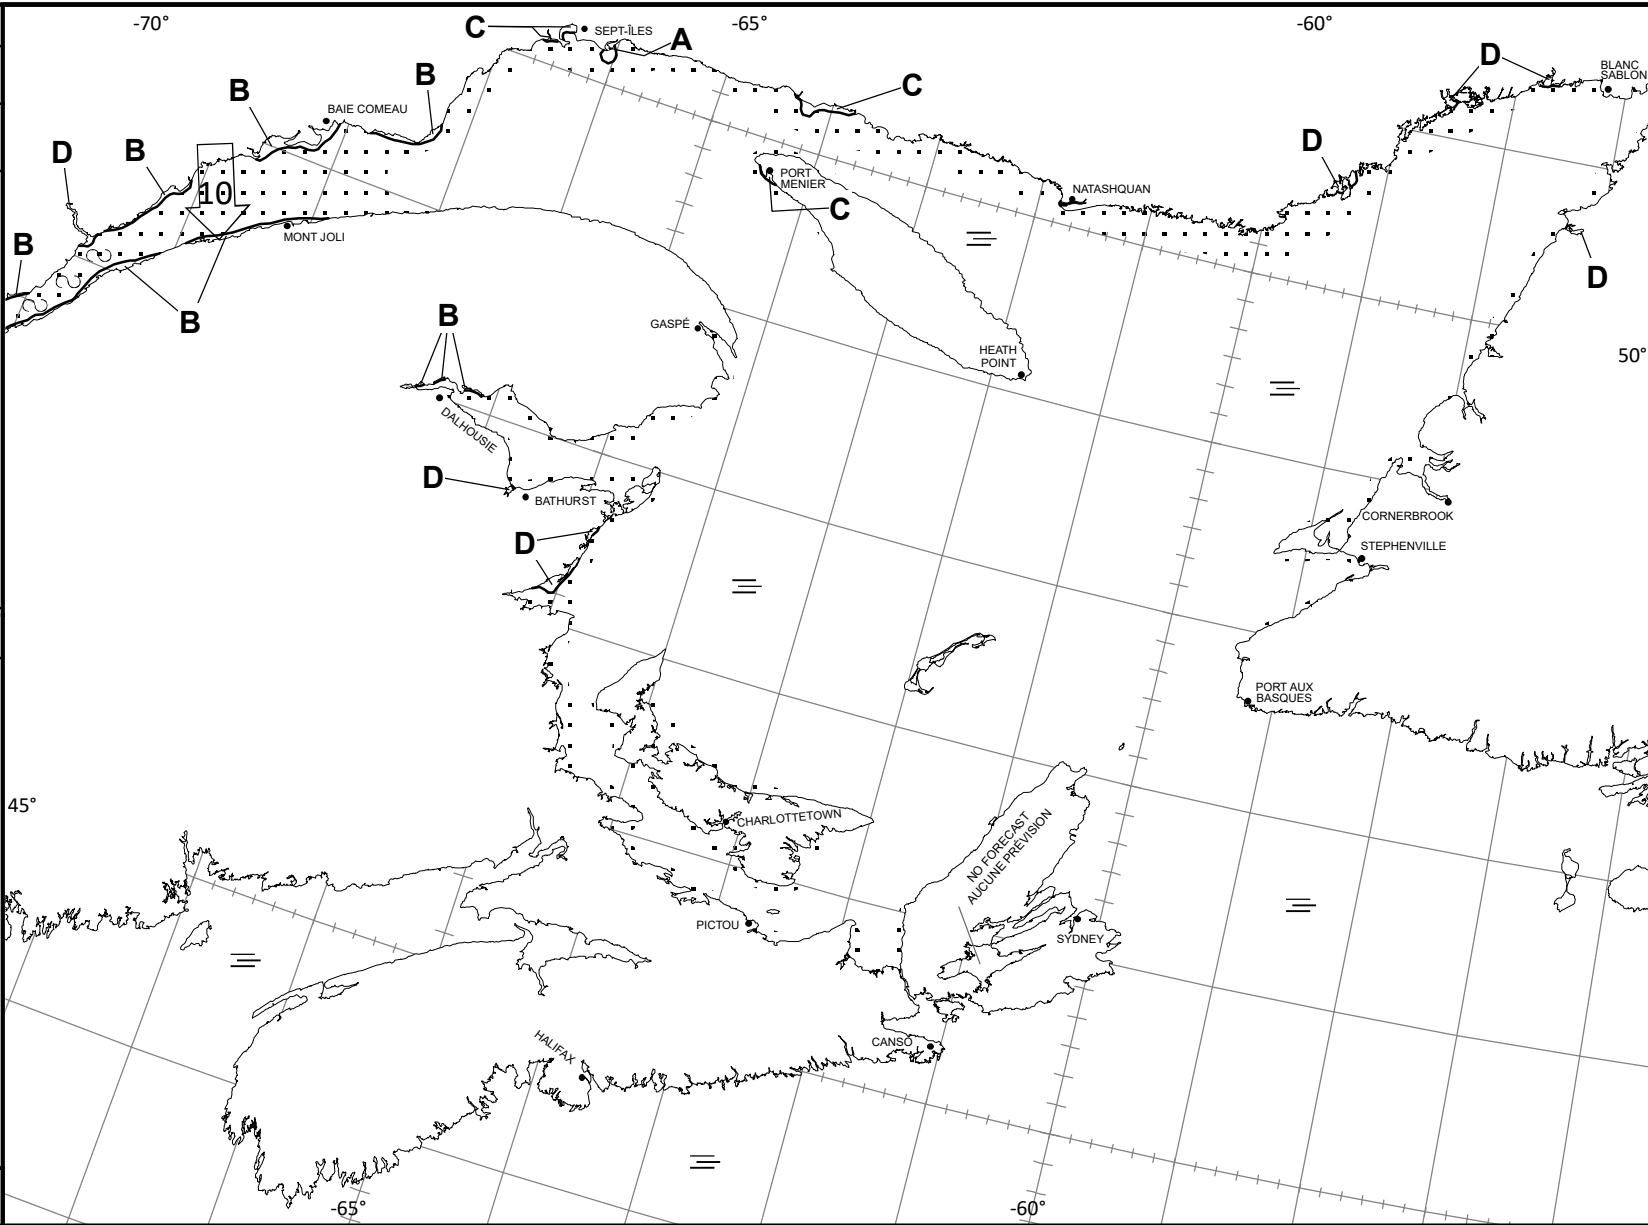 -70°
-65°
-60°
C
SEPT-ÎLES
A
D
BLANC
SABLON
B
B
C
BAIE COMEAU
D
B
D
10
PORT
MENIER
NATASHQUAN
C
MONT JOLI
B
D
B
B
GASPÉ
HEATH
POINT
50°
DALHOUSIE
D
BATHURST
CORNERBROOK
D
STEPHENVILLE
PORT AUX
BASQUES
45°
CHARLOTTETOWN
NO FORECAST
AUCUNE PRÉVISION
PICTOU
SYDNEY
HALIFAX
CANSO
-65°
-60°